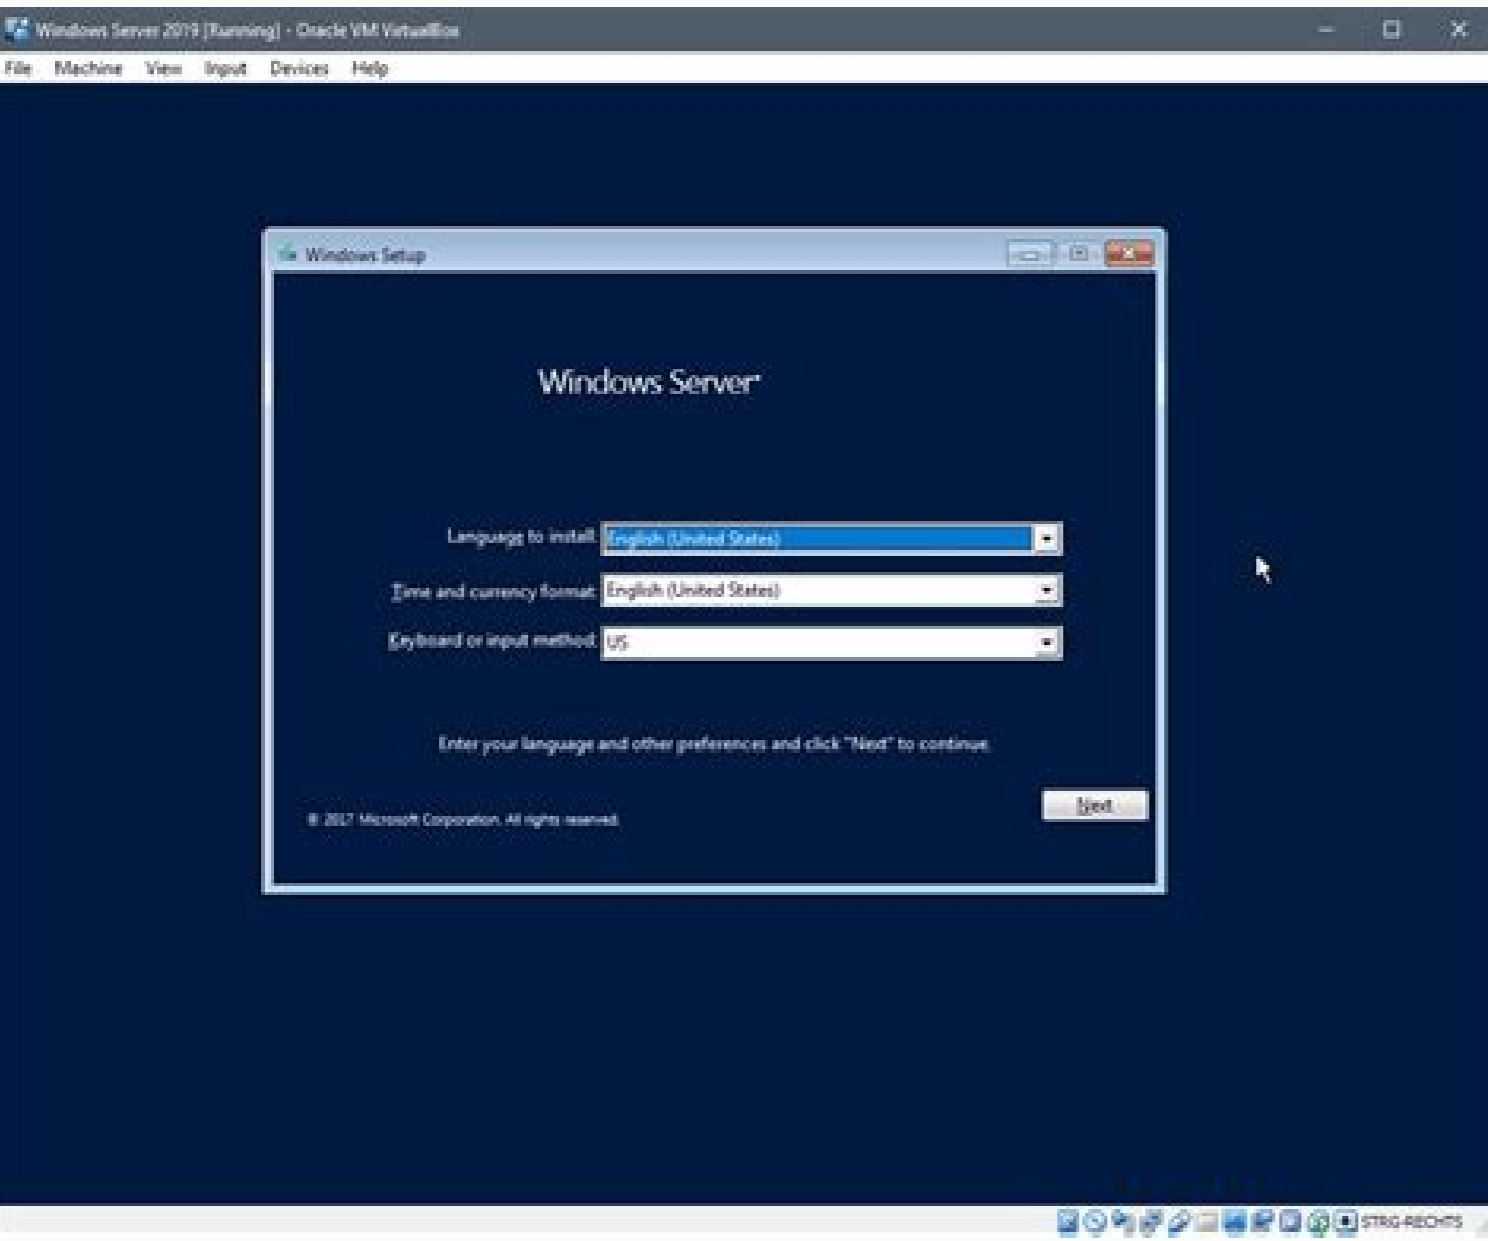 Windows Server 2019 [Running] - Oracle VM VirtualBox
File Machine View Input Devices Help
Windows Setup
Windows Server
Language to install: English (United States)
Time and currency format: English (United States)
Keyboard or input method: US
Enter your language and other preferences and click "Next" to continue.
Next
© 2017 Microsoft Corporation. All rights reserved.
STRG-RECHTS